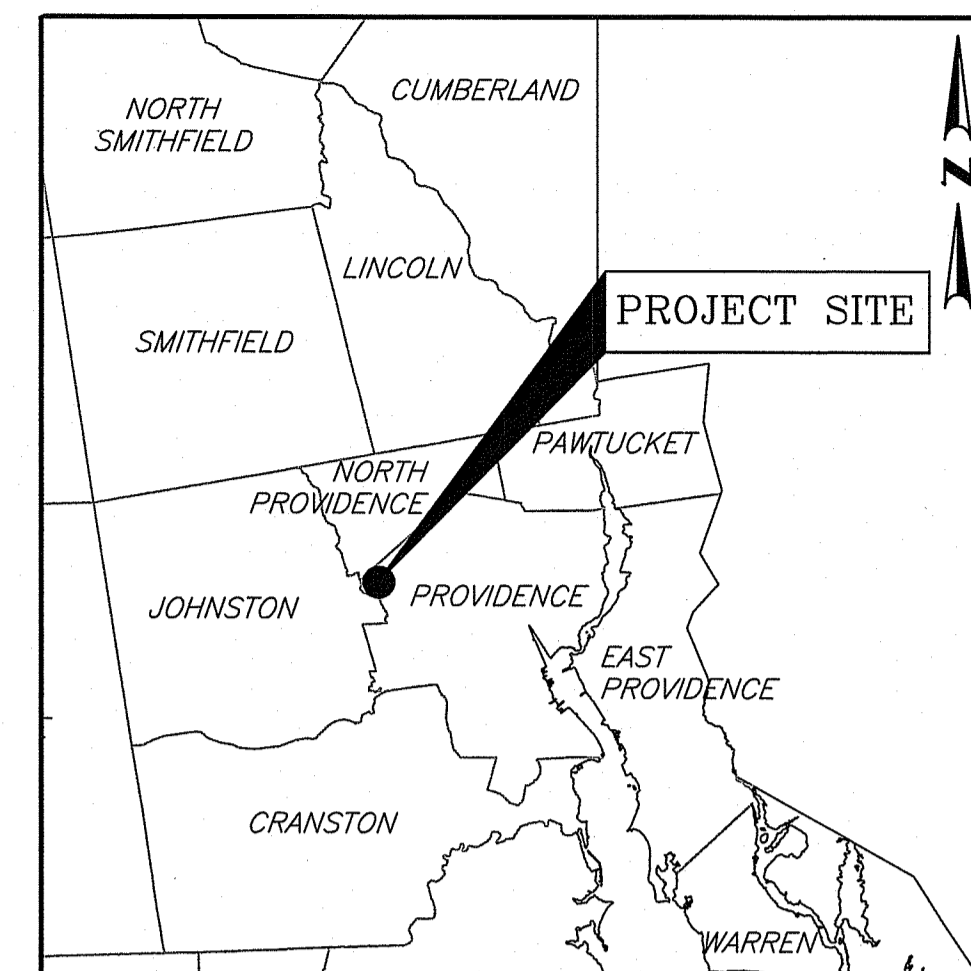 CUMBERLAND
NORTH
SMITHFIELD
N
LINCOLN
PROJECT SITE
SMITHFIELD
PAWTUCKET
NORTH
PROVIDENCE
JOHNSTON
PROVIDENCE
EAST
PROVIDENCE
CRANSTON
WARREN